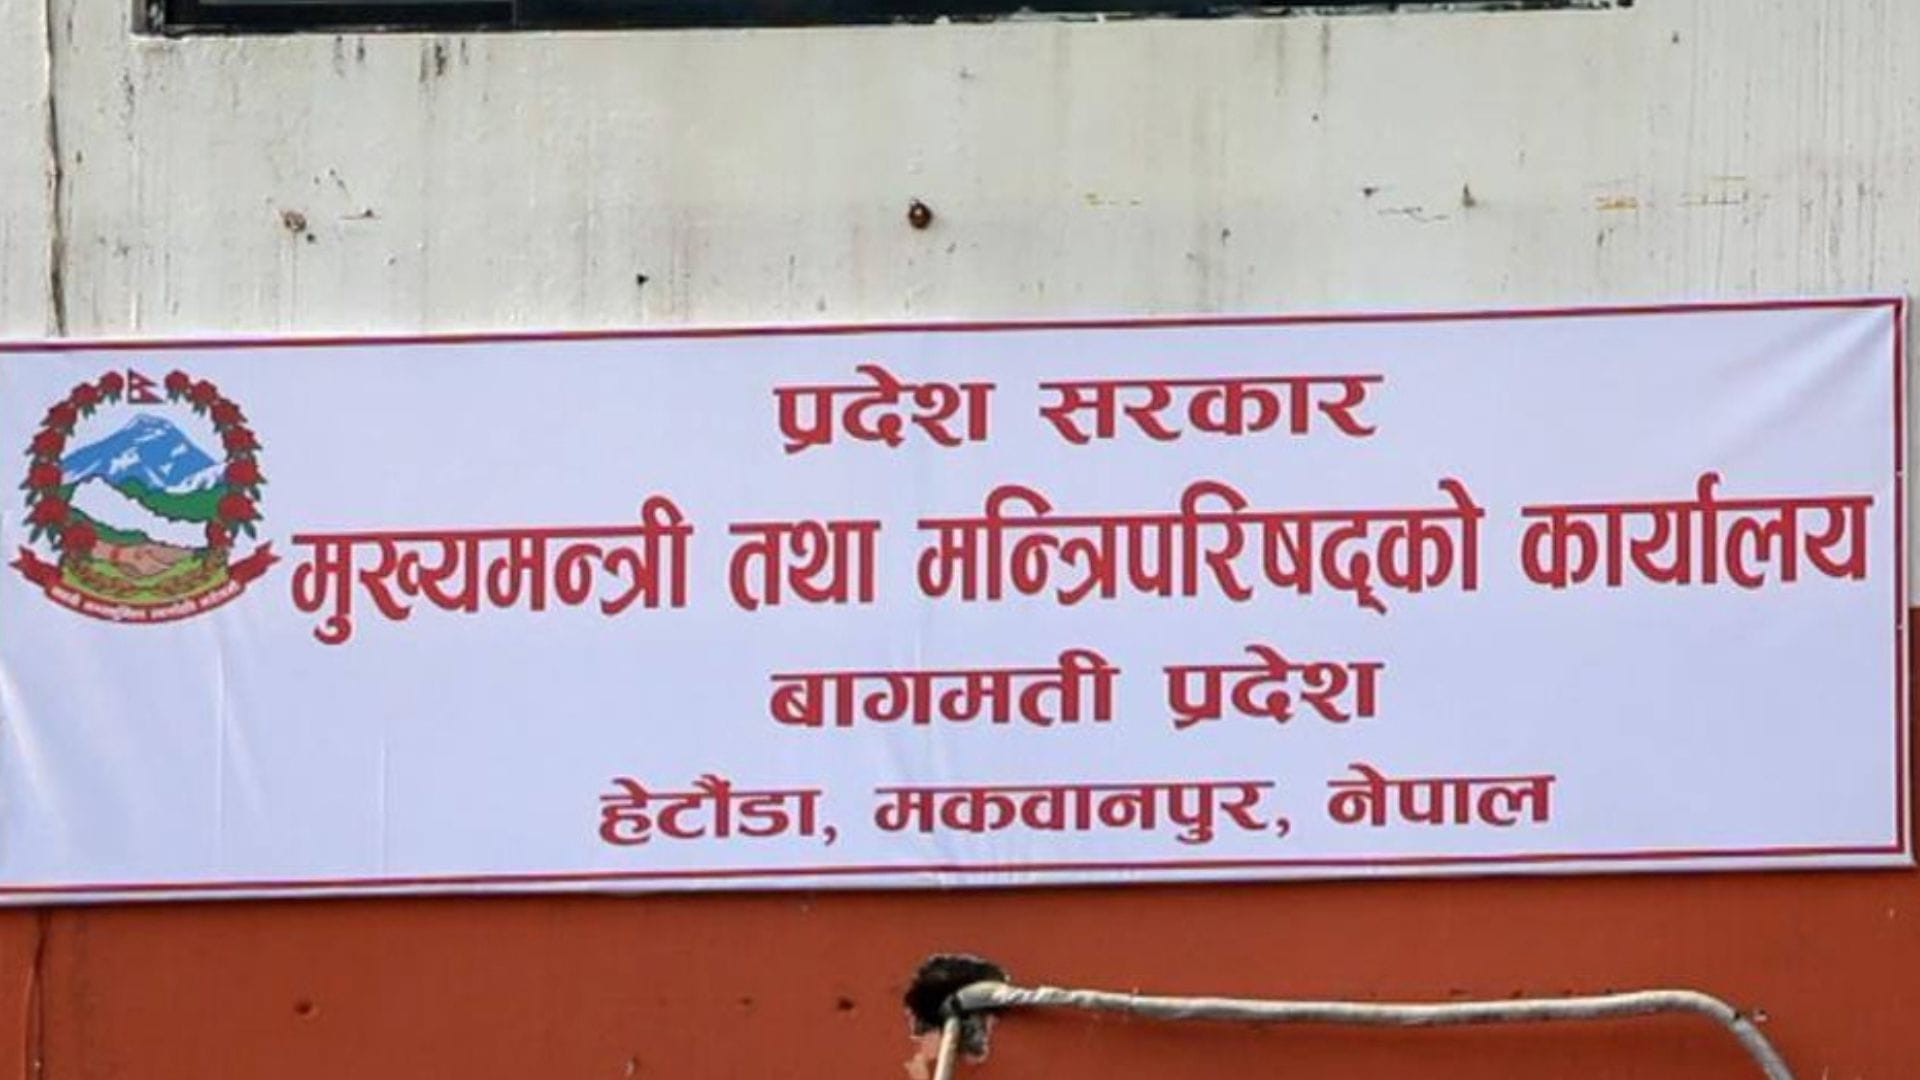 प्रदेश सरकार
मुख्यमन्त्री तथा मन्त्रिपरिषद्को कार्यालय
बागमती प्रदेश
हेटौंडा, मकवानपुर, नेपाल